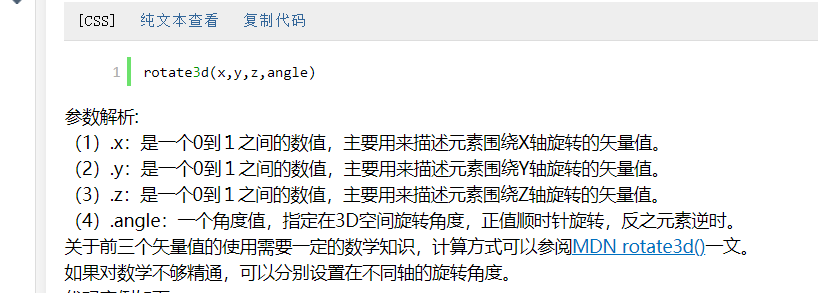 [CSS] 纯文本查看 复制代码
1 rotate3d(x,y,z,angle)
参数解析:
（1）.x：是一个0到１之间的数值，主要用来描述元素围绕X轴旋转的矢量值。
（2）.y：是一个0到１之间的数值，主要用来描述元素围绕Y轴旋转的矢量值。
（3）.z：是一个0到１之间的数值，主要用来描述元素围绕Z轴旋转的矢量值。
（4）.angle：一个角度值，指定在3D空间旋转角度，正值顺时针旋转，反之元素逆时。
关于前三个矢量值的使用需要一定的数学知识，计算方式可以参阅MDN rotate3d()一文。
如果对数学不够精通，可以分别设置在不同轴的旋转角度。